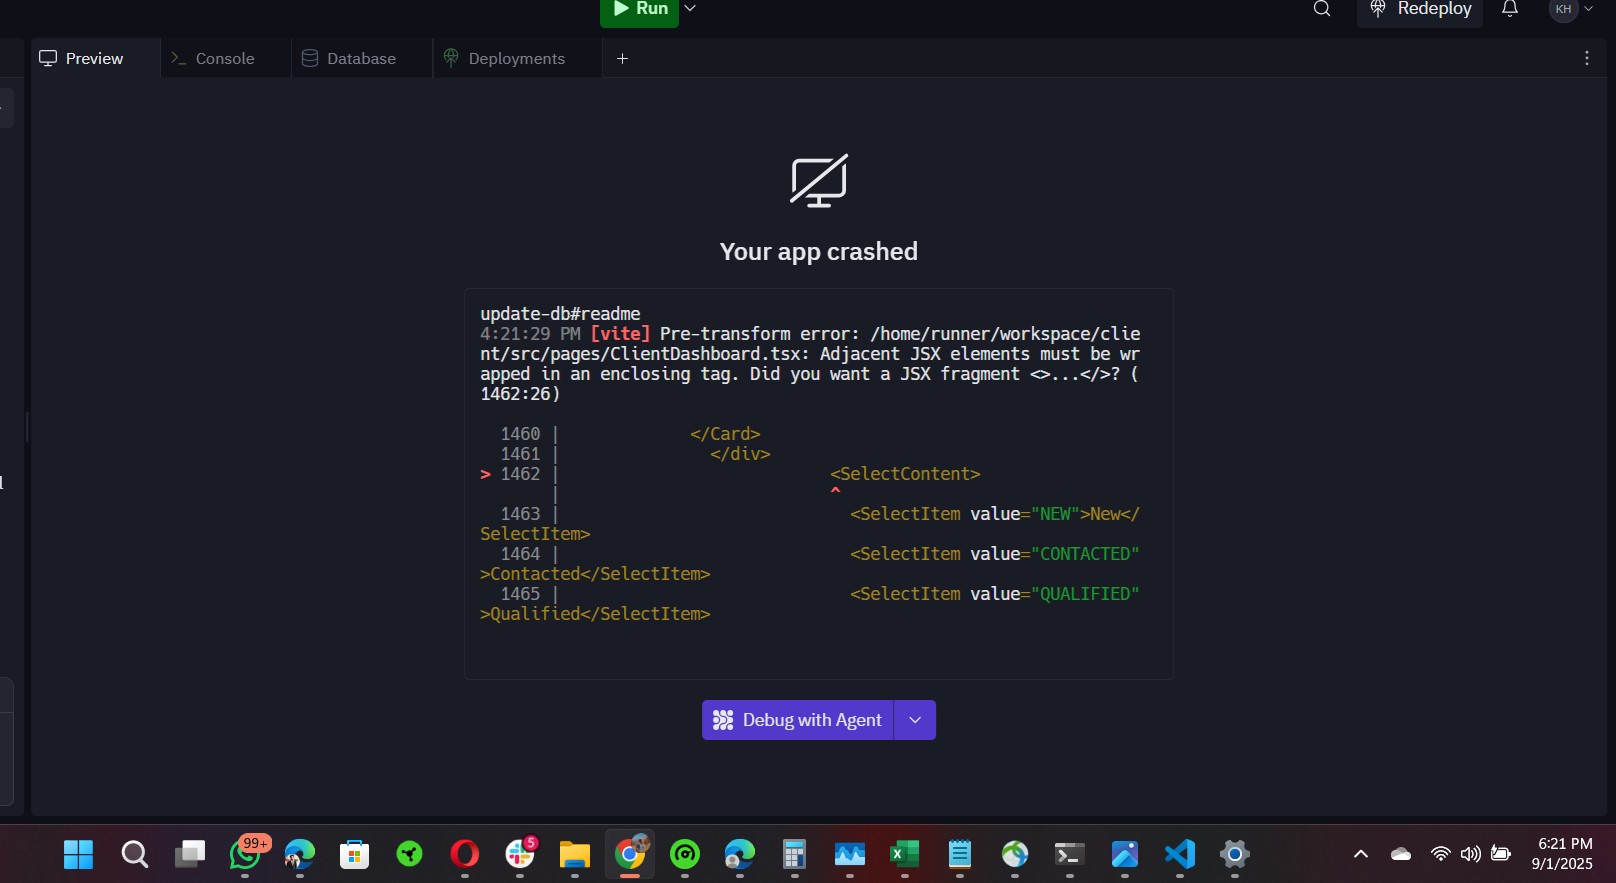 Run
Redeploy
KH
Preview
Console
Database
Deployments
Your app crashed
update-db#readme
4:21:29 PM [vite] Pre-transform error: /home/runner/workspace/clie
nt/src/pages/ClientDashboard.tsx: Adjacent JSX elements must be wr
apped in an enclosing tag. Did you want a JSX fragment <>...</>? (
1462:26)
1460 | </Card>
1461 | </div>
> 1462 | <SelectContent>
| ^
1463 | <SelectItem value="NEW">New</
SelectItem>
1464 | <SelectItem value="CONTACTED"
>Contacted</SelectItem>
1465 | <SelectItem value="QUALIFIED"
>Qualified</SelectItem>
Debug with Agent
99+
5
6:21 PM
9/1/2025